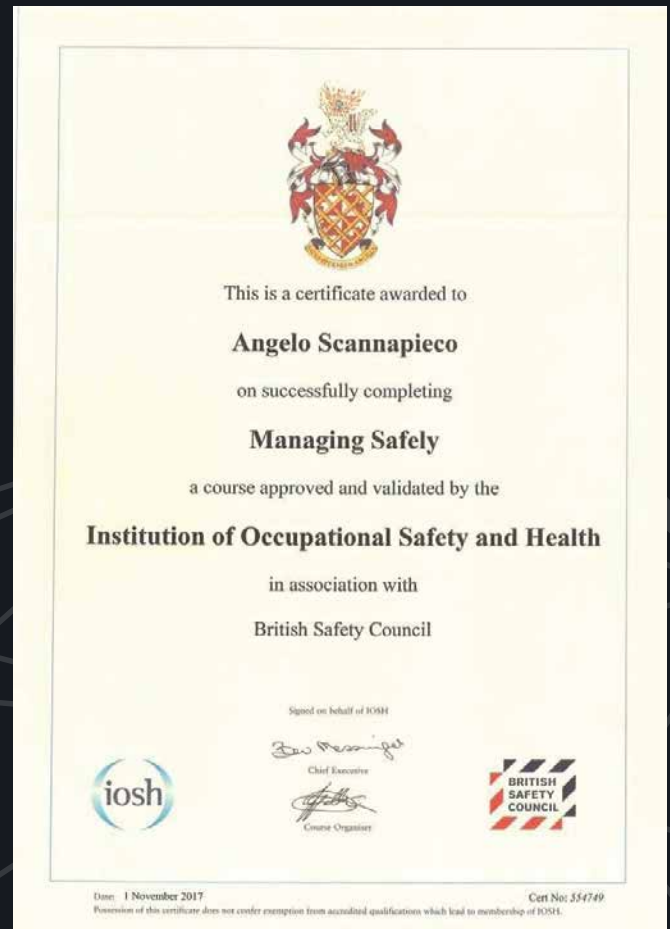 This is a certificate awarded to
Angelo Scannapieco
on successfully completing
Managing Safely
a course approved and validated by the
Institution of Occupational Safety and Health
in association with
British Safety Council
Signed on behalf of IOSH
Bev Messinger
Chief Executive
Course Organiser
iosh
BRITISH
SAFETY
COUNCIL
Date: 1 November 2017 Cert No: 554749
Possession of this certificate does not confer exemption from accredited qualifications which lead to membership of IOSH.